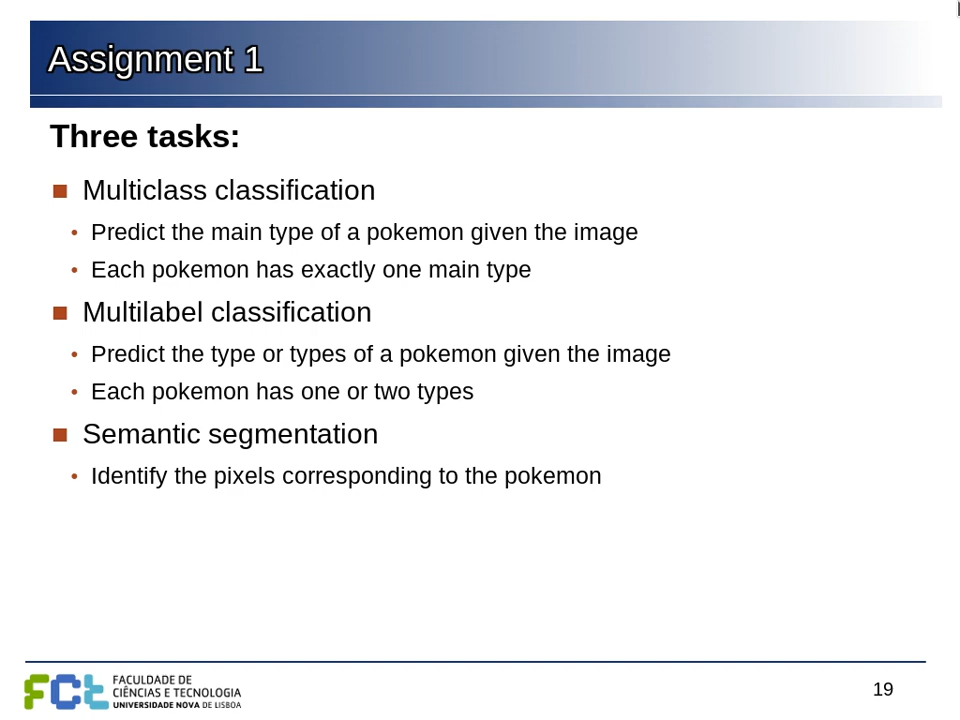 Assignment 1
Three tasks:
Multiclass classification
Predict the main type of a pokemon given the image
Each pokemon has exactly one main type
Multilabel classification
Predict the type or types of a pokemon given the image
Each pokemon has one or two types
Semantic segmentation
Identify the pixels corresponding to the pokemon
FCt
FACULDADE DE
CIÊNCIAS E TECNOLOGIA
UNIVERSIDADE NOVA DE LISBOA
19